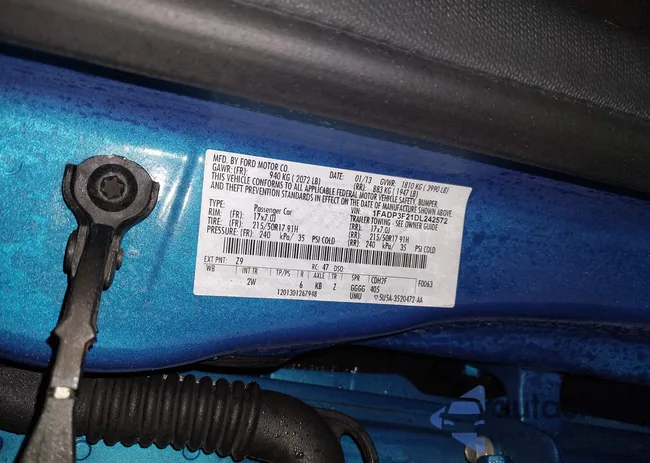 MFD. BY FORD MOTOR CO.
DATE: 01/13 GVWR: 1810 KG (3990 LB)
GAWR: (FR): 940 KG (2072 LB) (RR): 883 KG (1947 LB)
THIS VEHICLE CONFORMS TO ALL APPLICABLE FEDERAL MOTOR VEHICLE SAFETY, BUMPER,
AND THEFT PREVENTION STANDARDS IN EFFECT ON THE DATE OF MANUFACTURE SHOWN ABOVE.
VIN: 1FADP3F21DL242572
TYPE: Passenger Car TRAILER TOWING - SEE OWNER GUIDE
RIM: (FR): 17x7.0J (RR): 17x7.0J
TIRE: (FR): 215/50R17 91H (RR): 215/50R17 91H
PRESSURE: (FR): 240 kPa/ 35 PSI COLD (RR): 240 kPa/ 35 PSI COLD
EXT PNT: Z9 RC: 47 DSO: F0063
WB INT TR TP/PS R AXLE TR SPR CDH2F
2W 6 KB Z GGGG 405
1201301267948 UMU 5U5A-3520472-AA